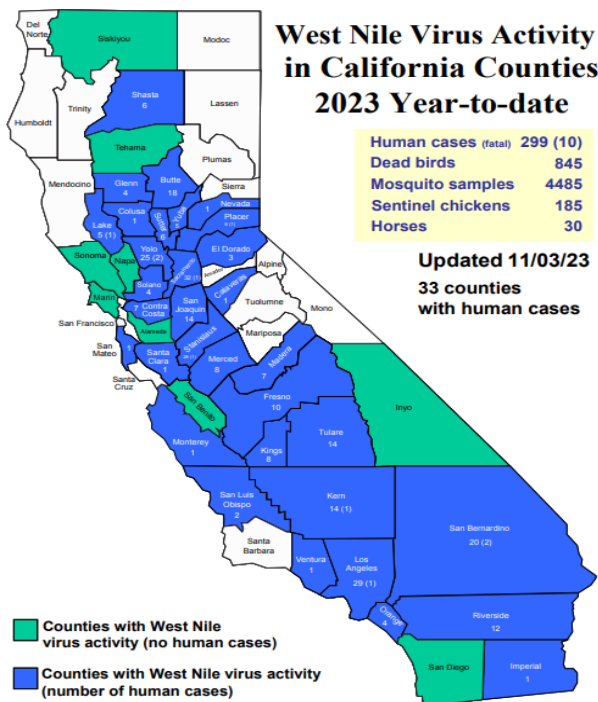 West Nile Virus Activity
in California Counties
2023 Year-to-date
Human cases (fatal) 299 (10)
Dead birds 845
Mosquito samples 4485
Sentinel chickens 185
Horses 30
Updated 11/03/23
33 counties
with human cases
Del
Norte
Siskiyou
Modoc
Shasta
6
Trinity
Lassen
Humboldt
Tehama
Plumas
Mendocino
Glenn
4
Butte
18
Sierra
Nevada
1
Colusa
1
Sutter
6
Yuba
Placer
Lake
5 (1)
Yolo
25 (2)
El Dorado
3
Sonoma
Napa
Sacramento
Amador
Alpine
Solano
4
Marin
Calaveras
1
Contra
Costa
7
San
Joaquin
14
Tuolumne
Mono
San Francisco
Alameda
Stanislaus
Mariposa
San
Mateo
1
Santa
Clara
1
Merced
8
Madera
7
Santa
Cruz
San Benito
Fresno
10
Inyo
Monterey
1
Kings
8
Tulare
14
San Luis
Obispo
2
Kern
14 (1)
San Bernardino
20 (2)
Santa
Barbara
Ventura
1
Los
Angeles
29 (1)
Orange
4
Riverside
12
San Diego
Imperial
1
Counties with West Nile
virus activity (no human cases)
Counties with West Nile virus activity
(number of human cases)